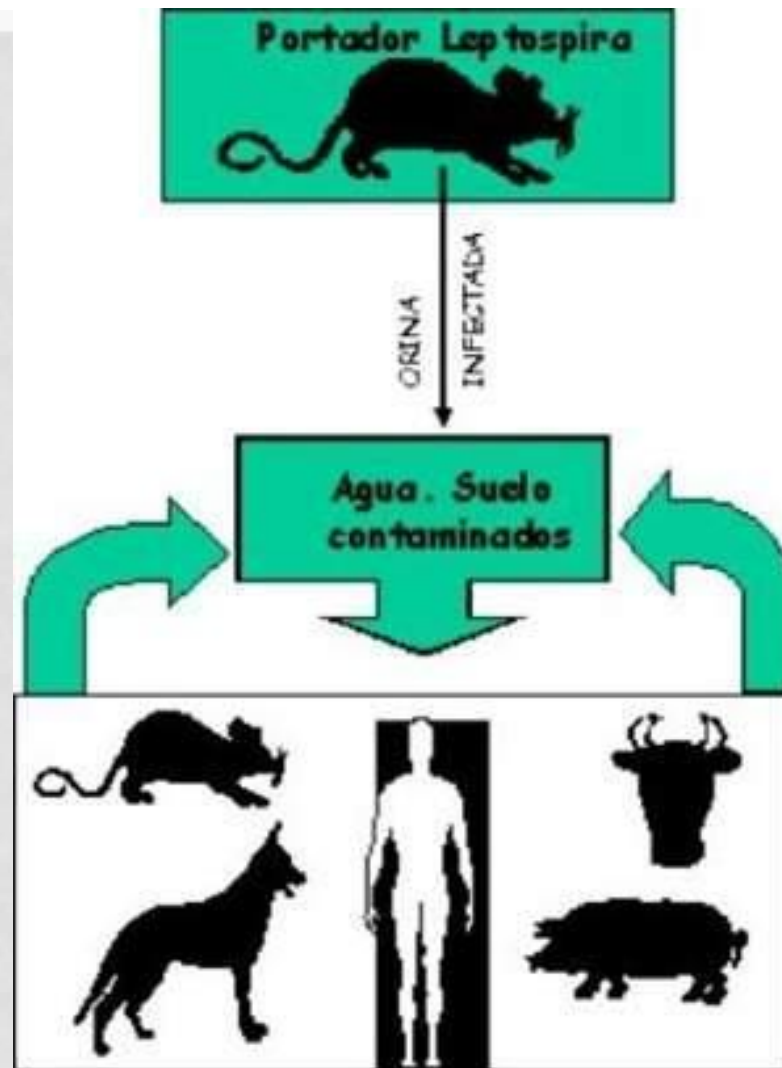 Portador Leptospira
ORINA
INFECTADA
Agua. Suelo
contaminados